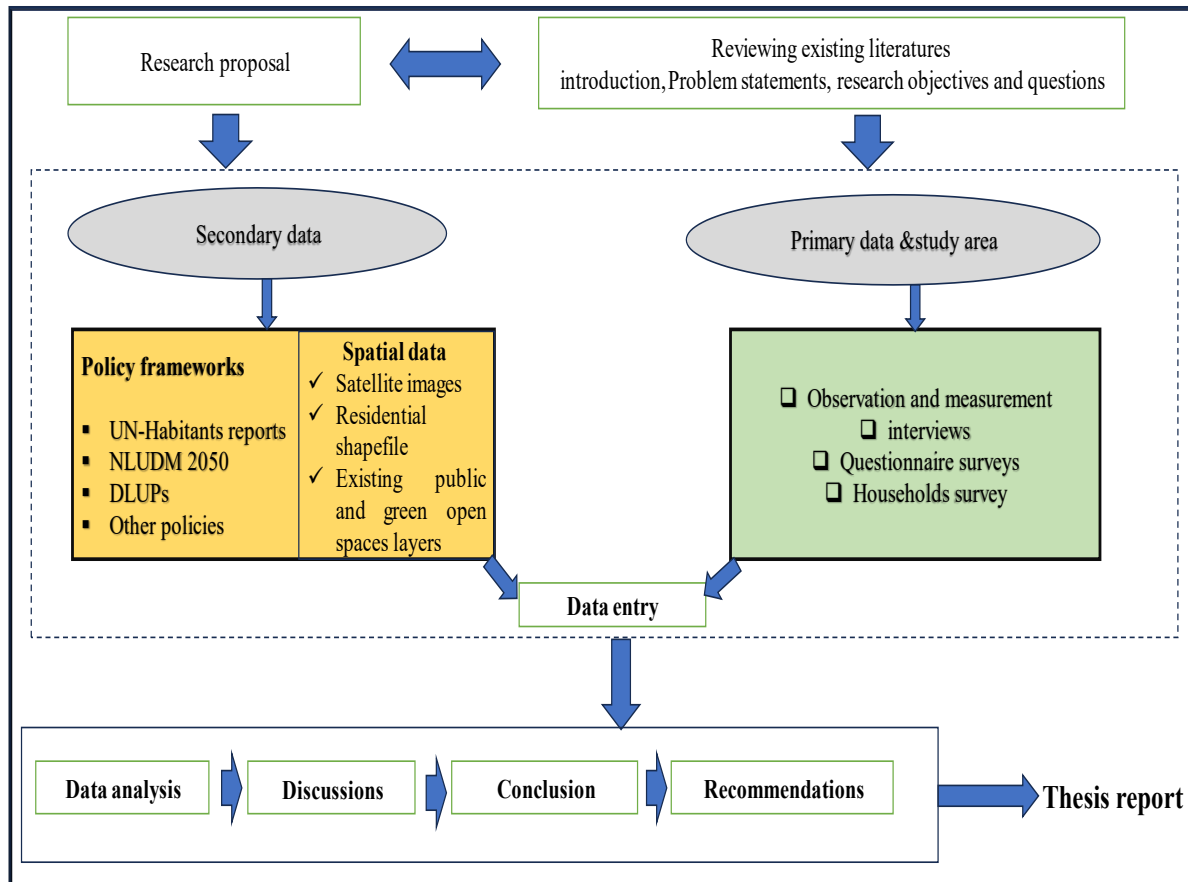 Research proposal
Reviewing existing literatures
introduction, Problem statements, research objectives and questions
Secondary data
Primary data &study area
Policy frameworks
▪ UN-Habitants reports
▪ NLUDM 2050
▪ DLUPs
▪ Other policies
Spatial data
✓ Satellite images
✓ Residential
shapefile
✓ Existing public
and green open
spaces layers
❑ Observation and measurement
❑ interviews
❑ Questionnaire surveys
❑ Households survey
Data entry
Data analysis
Discussions
Conclusion
Recommendations
Thesis report